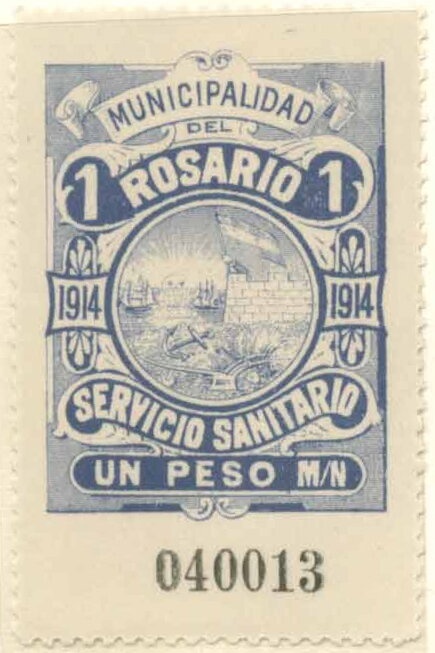 MUNICIPALIDAD
DEL
1 ROSARIO 1
1914 1914
SERVICIO SANITARIO
UN PESO M/N
040013